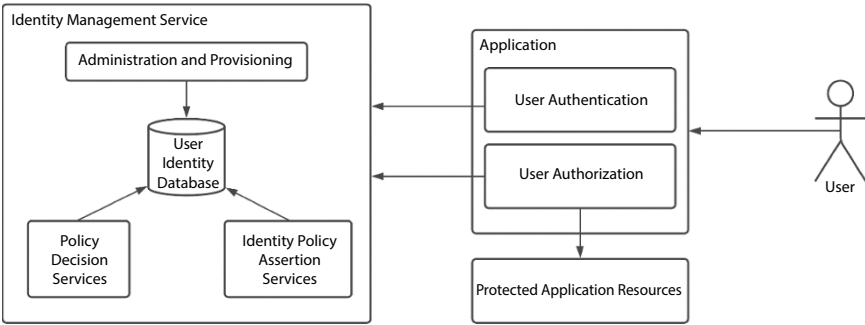 Identity Management Service
Administration and Provisioning
User
Identity
Database
Policy
Decision
Services
Identity Policy
Assertion
Services
Application
User Authentication
User Authorization
Protected Application Resources
User